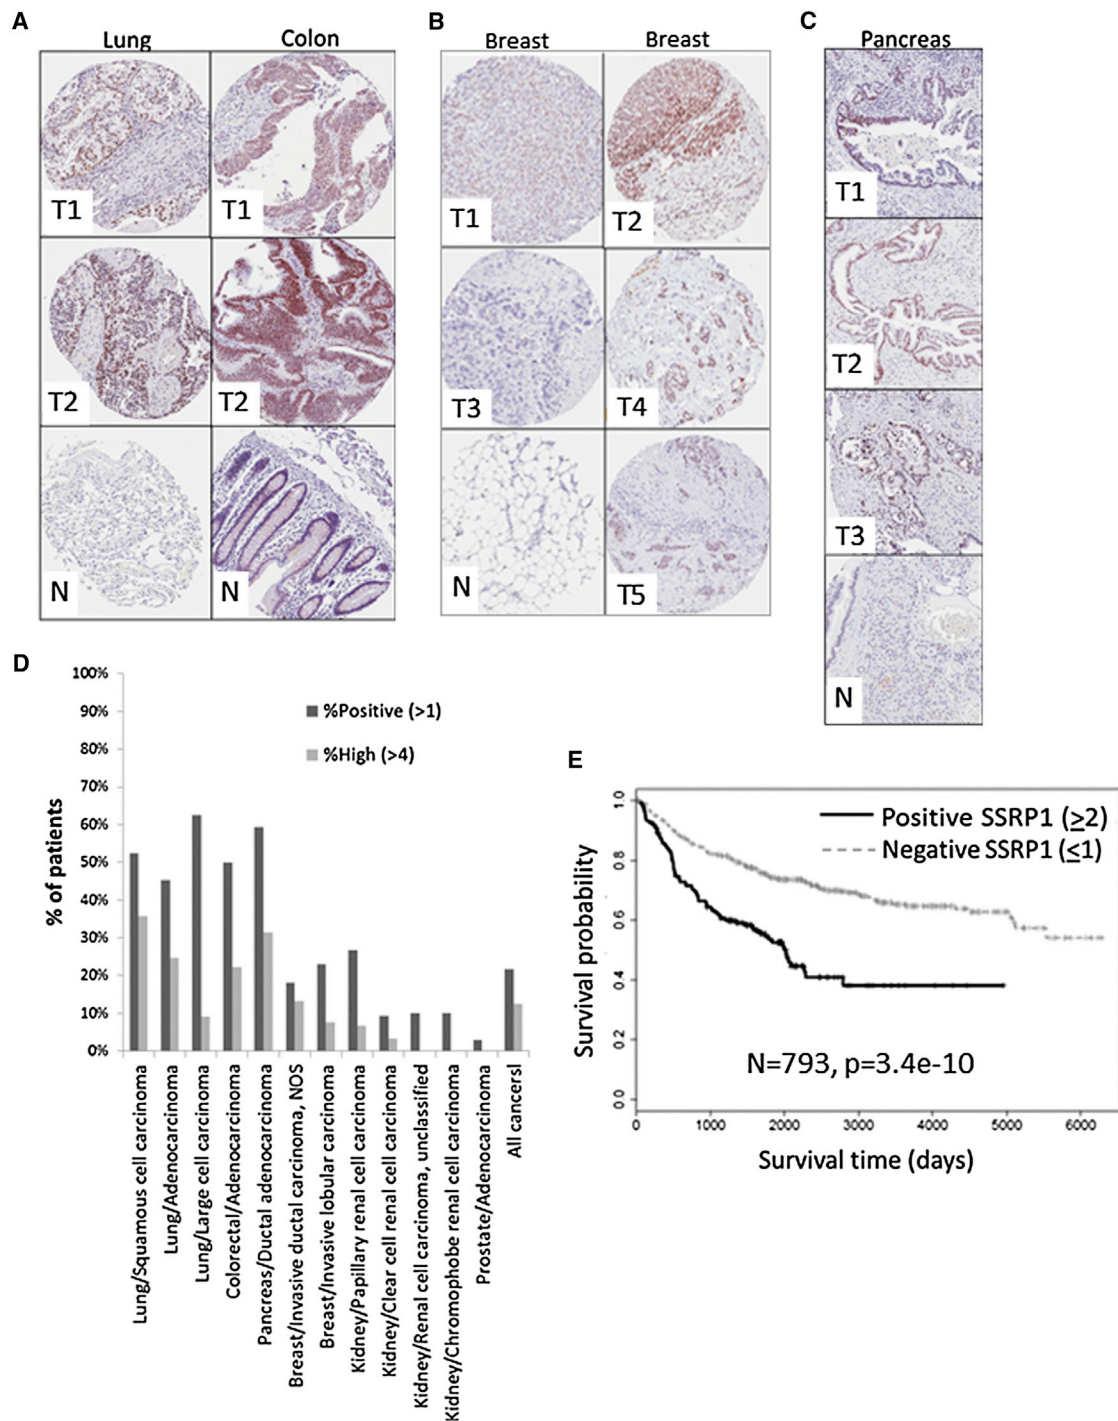 A
Lung
Colon
T1
T1
T2
T2
N
N
B
Breast
Breast
T1
T2
T3
T4
N
T5
C
Pancreas
T1
T2
T3
N
D
100%
90%
80%
70%
60%
50%
40%
30%
20%
10%
0%
% of patients
%Positive (>1)
%High (>4)
Lung/Squamous cell carcinoma
Lung/Adenocarcinoma
Lung/Large cell carcinoma
Colorectal/Adenocarcinoma
Pancreas/Ductal adenocarcinoma
Breast/Invasive ductal carcinoma, NOS
Breast/Invasive lobular carcinoma
Kidney/Papillary renal cell carcinoma
Kidney/Clear cell renal cell carcinoma
Kidney/Renal cell carcinoma, unclassified
Kidney/Chromophobe renal cell carcinoma
Prostate/Adenocarcinoma
All cancersl
E
1.0
0.8
0.6
0.4
0.2
0.0
Survival probability
Positive SSRP1 (≥2)
Negative SSRP1 (≤1)
N=793, p=3.4e-10
0 1000 2000 3000 4000 5000 6000
Survival time (days)